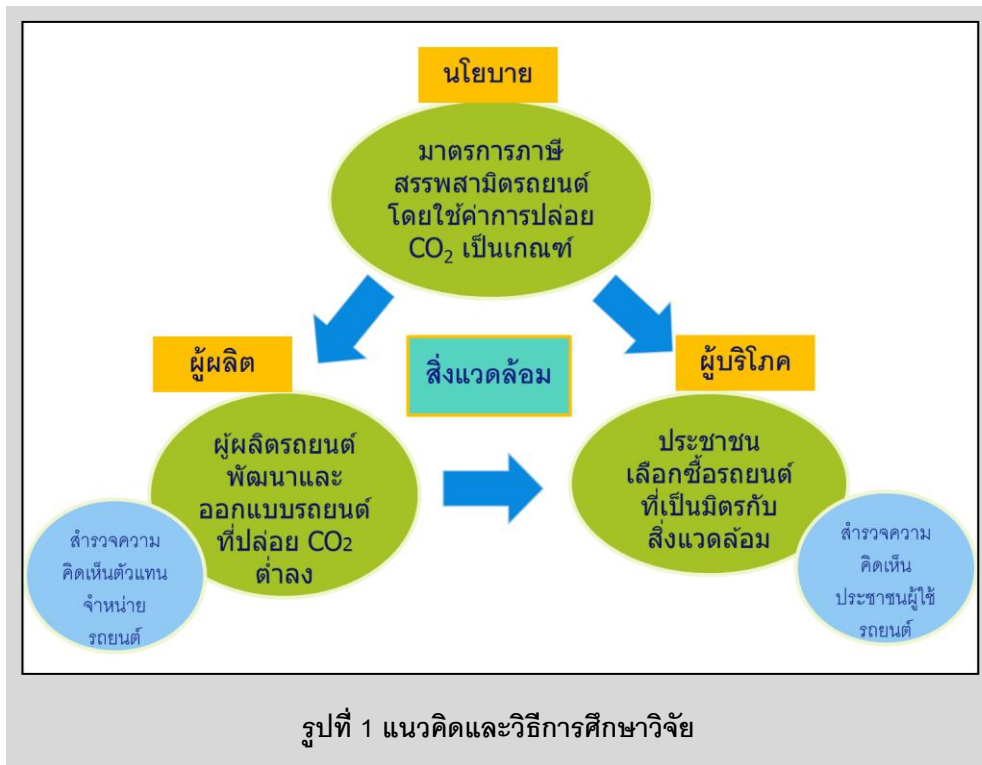 นโยบาย
มาตรการภาษี
สรรพสามิตรถยนต์
โดยใช้ค่าการปล่อย
CO₂ เป็นเกณฑ์
ผู้ผลิต
สิ่งแวดล้อม
ผู้บริโภค
ผู้ผลิตรถยนต์
พัฒนาและ
ออกแบบรถยนต์
ที่ปล่อย CO₂
ต่ำลง
ประชาชน
เลือกซื้อรถยนต์
ที่เป็นมิตรกับ
สิ่งแวดล้อม
สำรวจความ
คิดเห็นตัวแทน
จำหน่าย
รถยนต์
สำรวจความ
คิดเห็น
ประชาชนผู้ใช้
รถยนต์
รูปที่ 1 แนวคิดและวิธีการศึกษาวิจัย